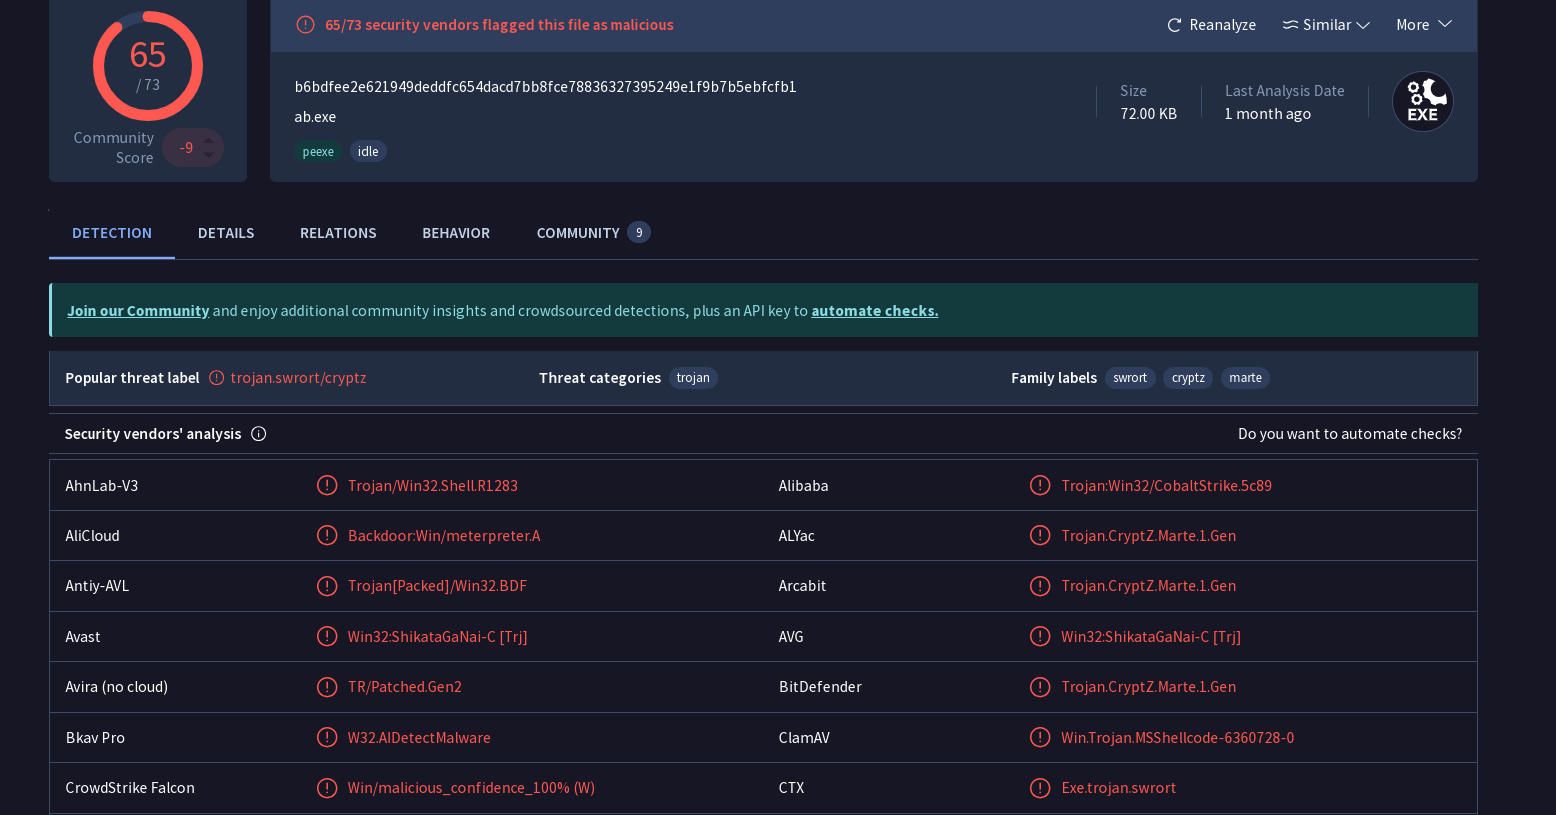 65
/ 73
Community
Score
-9
65/73 security vendors flagged this file as malicious
Reanalyze
Similar
More
b6bdfee2e621949deddfc654dacd7bb8fce78836327395249e1f9b7b5ebfcfb1
ab.exe
peexe
idle
Size
72.00 KB
Last Analysis Date
1 month ago
EXE
DETECTION
DETAILS
RELATIONS
BEHAVIOR
COMMUNITY 9
Join our Community and enjoy additional community insights and crowdsourced detections, plus an API key to automate checks.
Popular threat label trojan.swrort/cryptz
Threat categories trojan
Family labels swrort cryptz marte
Security vendors' analysis
Do you want to automate checks?
AhnLab-V3 Trojan/Win32.Shell.R1283 Alibaba Trojan:Win32/CobaltStrike.5c89
AliCloud Backdoor:Win/meterpreter.A ALYac Trojan.CryptZ.Marte.1.Gen
Antiy-AVL Trojan[Packed]/Win32.BDF Arcabit Trojan.CryptZ.Marte.1.Gen
Avast Win32:ShikataGaNai-C [Trj] AVG Win32:ShikataGaNai-C [Trj]
Avira (no cloud) TR/Patched.Gen2 BitDefender Trojan.CryptZ.Marte.1.Gen
Bkav Pro W32.AIDetectMalware ClamAV Win.Trojan.MSShellcode-6360728-0
CrowdStrike Falcon Win/malicious_confidence_100% (W) CTX Exe.trojan.swrort